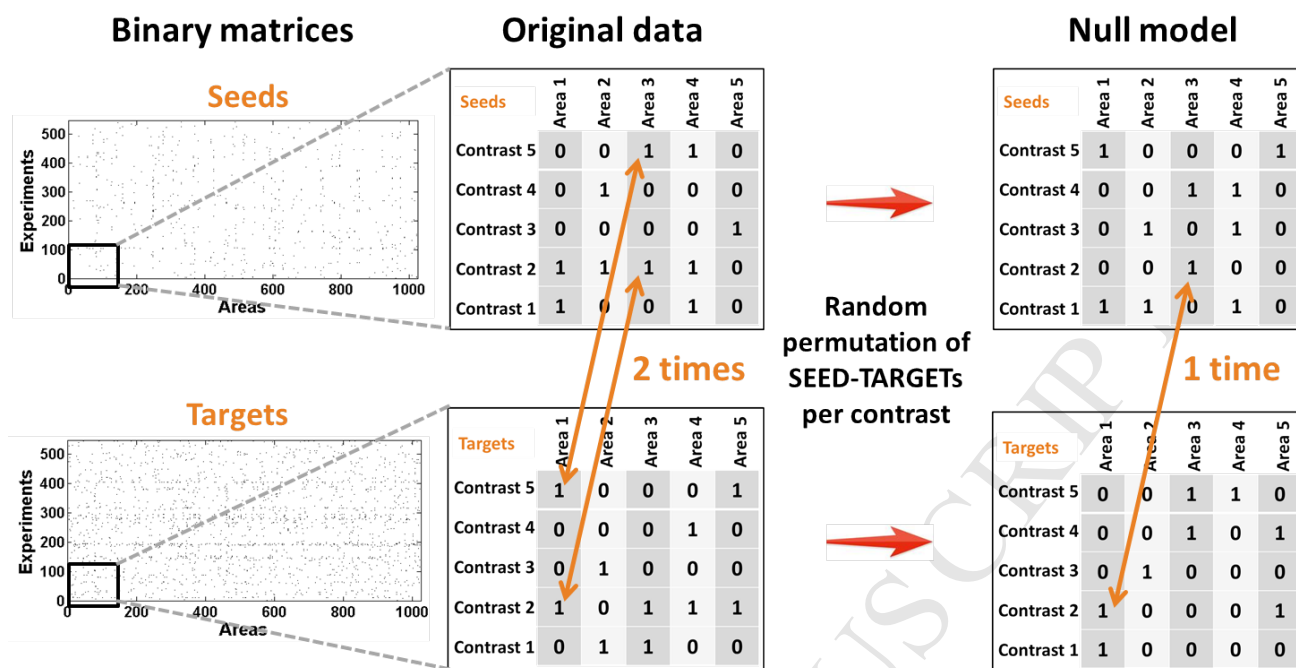 Binary matrices
Original data
Null model
Seeds
Experiments
500
400
300
200
100
0
0 200 400 600 800 1000
Areas
Seeds Area 1 Area 2 Area 3 Area 4 Area 5
Contrast 5 0 0 1 1 0
Contrast 4 0 1 0 0 0
Contrast 3 0 0 0 0 1
Contrast 2 1 1 1 1 0
Contrast 1 1 0 0 1 0
Seeds Area 1 Area 2 Area 3 Area 4 Area 5
Contrast 5 1 0 0 0 1
Contrast 4 0 0 1 1 0
Contrast 3 0 1 0 1 0
Contrast 2 0 0 1 0 0
Contrast 1 1 1 0 1 0
Random
permutation of
SEED-TARGETs
per contrast
2 times
1 time
Targets
Experiments
500
400
300
200
100
0
0 200 400 600 800 1000
Areas
Targets Area 1 Area 2 Area 3 Area 4 Area 5
Contrast 5 1 0 0 0 1
Contrast 4 0 0 0 1 0
Contrast 3 0 1 0 0 0
Contrast 2 1 0 1 1 1
Contrast 1 0 1 1 0 0
Targets Area 1 Area 2 Area 3 Area 4 Area 5
Contrast 5 0 0 1 1 0
Contrast 4 0 0 1 0 1
Contrast 3 0 1 0 0 0
Contrast 2 1 0 0 0 1
Contrast 1 1 0 0 0 0
US CRIP